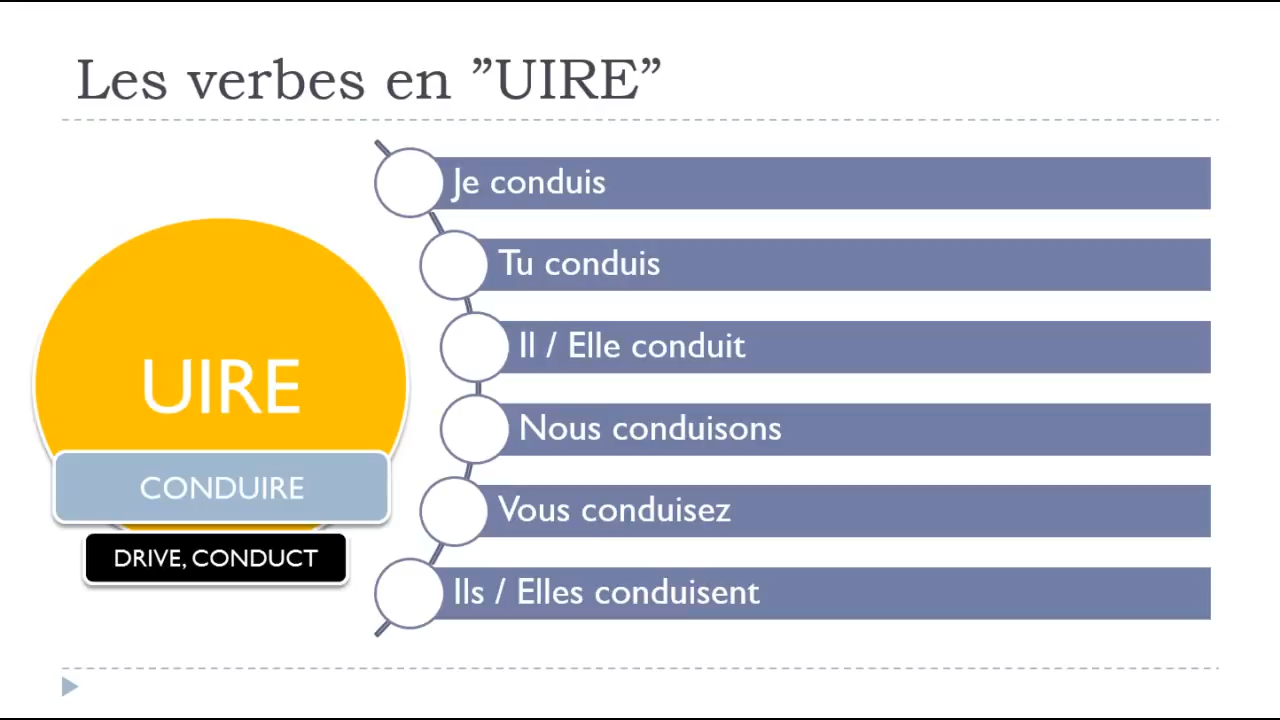 Les verbes en ”UIRE”
UIRE
CONDUIRE
DRIVE, CONDUCT
Je conduis
Tu conduis
Il / Elle conduit
Nous conduisons
Vous conduisez
Ils / Elles conduisent